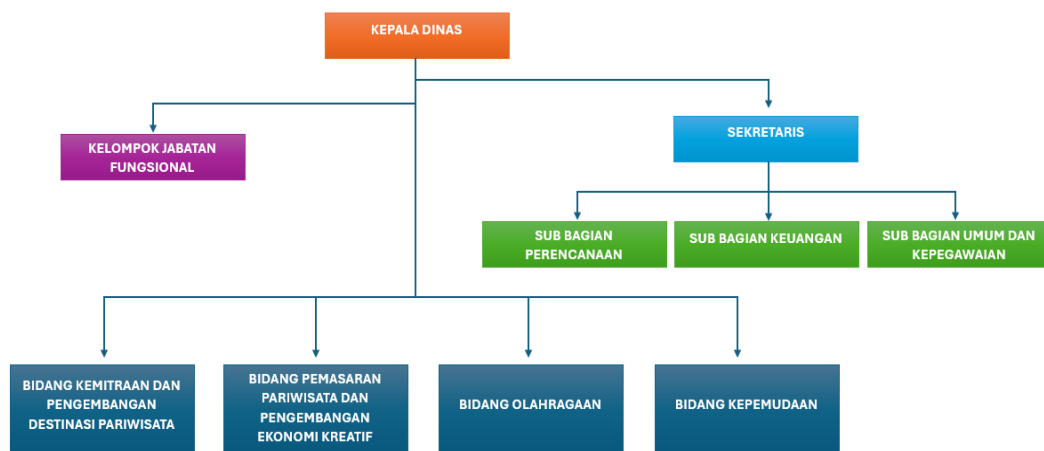 KEPALA DINAS
SEKRETARIS
KELOMPOK JABATAN
FUNGSIONAL
SUB BAGIAN
PERENCANAAN
SUB BAGIAN KEUANGAN
SUB BAGIAN UMUM DAN
KEPEGAWAIAN
BIDANG KEMITRAAN DAN
PENGEMBANGAN
DESTINASI PARIWISATA
BIDANG PEMASARAN
PARIWISATA DAN
PENGEMBANGAN
EKONOMI KREATIF
BIDANG OLAHRAGAAN
BIDANG KEPEMUDAAN